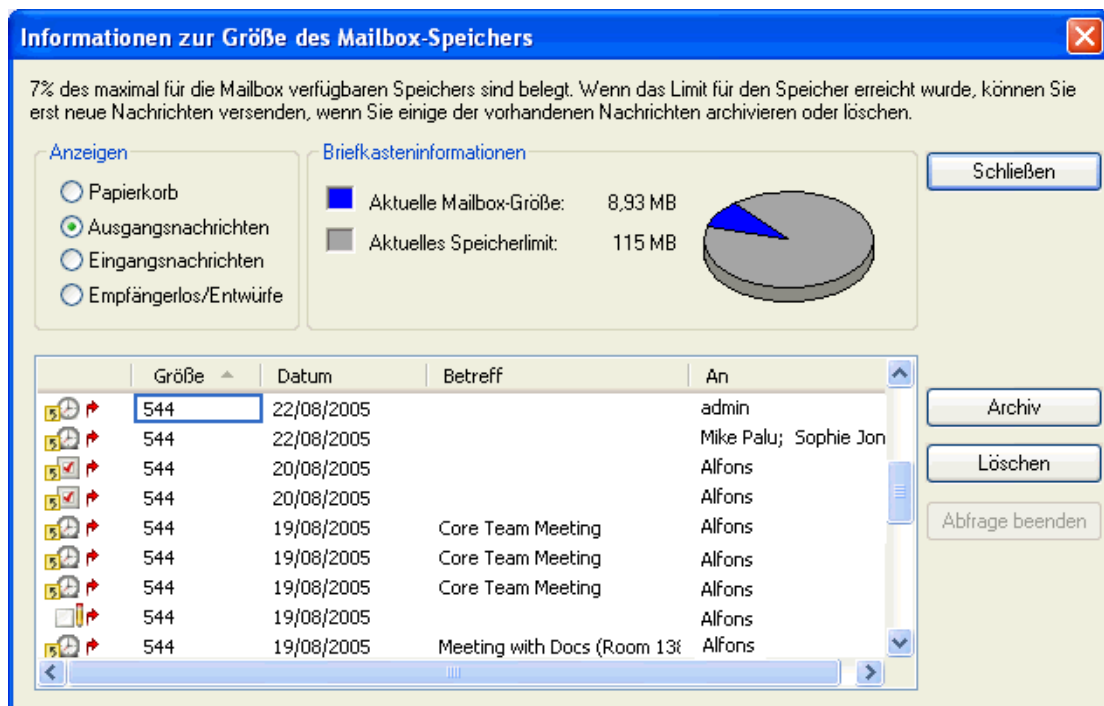 Informationen zur Größe des Mailbox-Speichers
7% des maximal für die Mailbox verfügbaren Speichers sind belegt. Wenn das Limit für den Speicher erreicht wurde, können Sie
erst neue Nachrichten versenden, wenn Sie einige der vorhandenen Nachrichten archivieren oder löschen.
Anzeigen
Papierkorb
Ausgangsnachrichten
Eingangsnachrichten
Empfängerlos/Entwürfe
Briefkasteninformationen
Aktuelle Mailbox-Größe: 8,93 MB
Aktuelles Speicherlimit: 115 MB
Schließen
Größe Datum Betreff An
544 22/08/2005 admin
544 22/08/2005 Mike Palu; Sophie Jon
544 20/08/2005 Alfons
544 20/08/2005 Alfons
544 19/08/2005 Core Team Meeting Alfons
544 19/08/2005 Core Team Meeting Alfons
544 19/08/2005 Core Team Meeting Alfons
544 19/08/2005 Alfons
544 19/08/2005 Meeting with Docs (Room 138 Alfons
Archiv
Löschen
Abfrage beenden